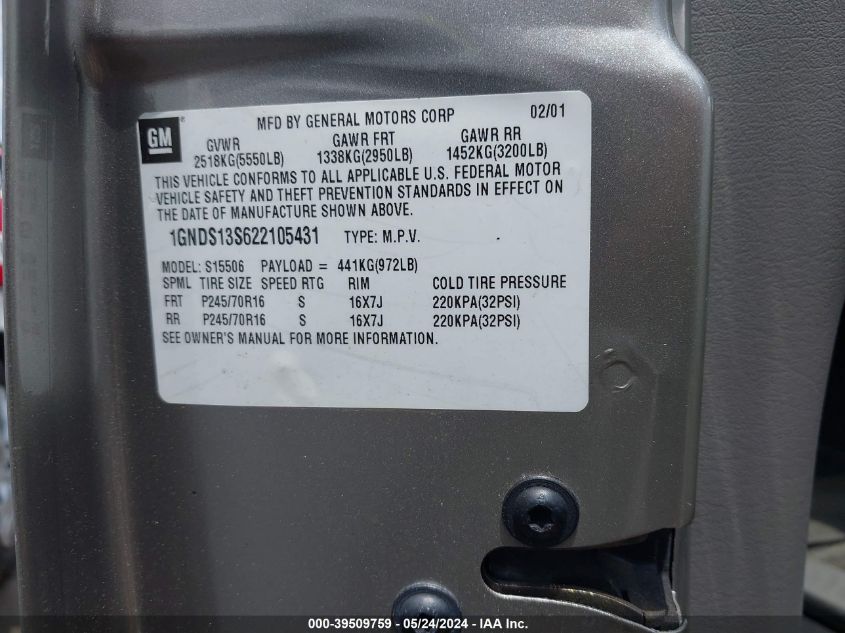 MFD BY GENERAL MOTORS CORP 02/01
GM
GVWR GAWR FRT GAWR RR
2518KG(5550LB) 1338KG(2950LB) 1452KG(3200LB)
THIS VEHICLE CONFORMS TO ALL APPLICABLE U.S. FEDERAL MOTOR
VEHICLE SAFETY AND THEFT PREVENTION STANDARDS IN EFFECT ON
THE DATE OF MANUFACTURE SHOWN ABOVE.
1GNDS13S622105431 TYPE: M.P.V.
MODEL: S15506 PAYLOAD = 441KG(972LB)
SPML TIRE SIZE SPEED RTG RIM COLD TIRE PRESSURE
FRT P245/70R16 S 16X7J 220KPA(32PSI)
RR P245/70R16 S 16X7J 220KPA(32PSI)
SEE OWNER'S MANUAL FOR MORE INFORMATION.
000-39509759 - 05/24/2024 - IAA Inc.